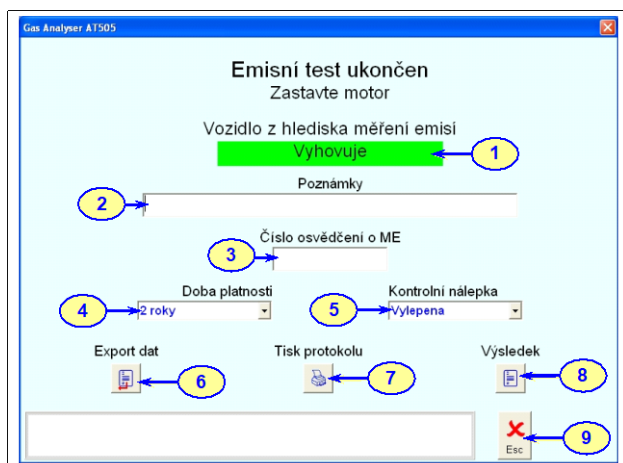 Gas Analyser AT505
Emisní test ukončen
Zastavte motor
Vozidlo z hlediska měření emisí
Vyhovuje
1
Poznámky
2
Číslo osvědčení o ME
3
Doba platnosti
Kontrolní nálepka
4
2 roky
5
Vylepena
Export dat
Tisk protokolu
Výsledek
6
7
8
9
Esc